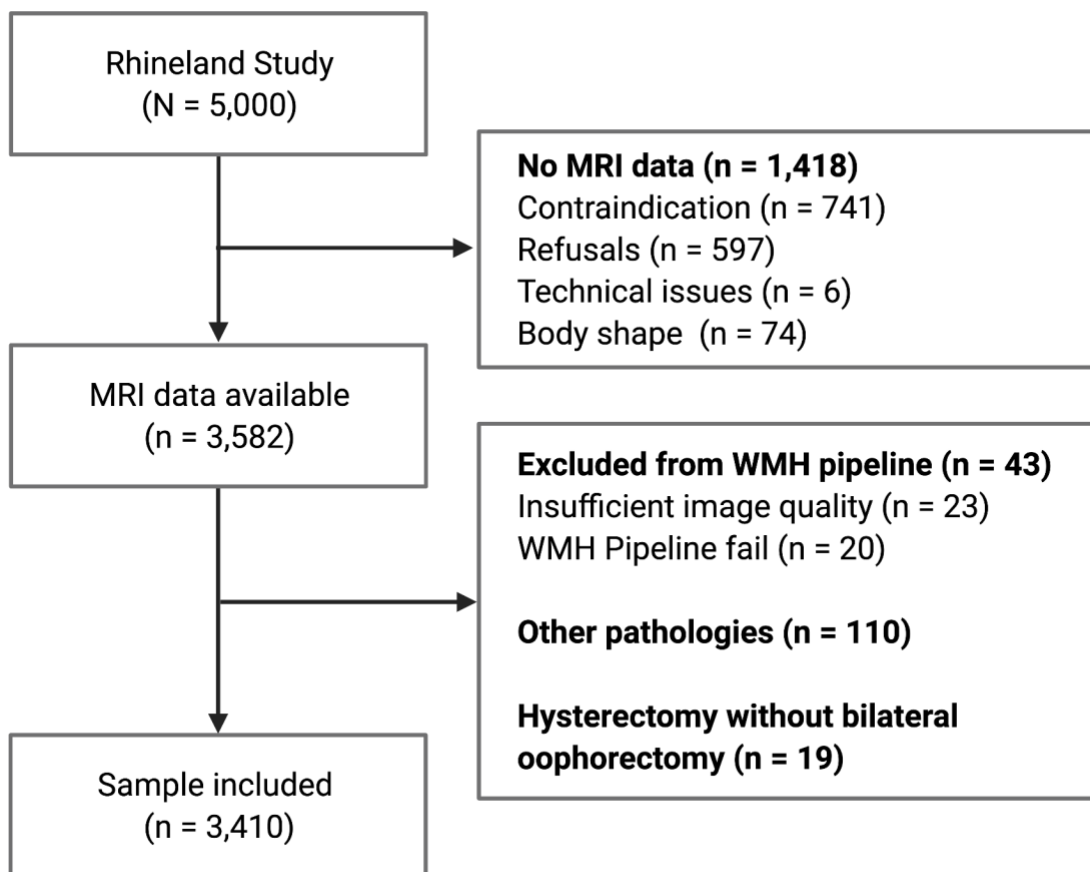 Rhineland Study
(N = 5,000)
No MRI data (n = 1,418)
Contraindication (n = 741)
Refusals (n = 597)
Technical issues (n = 6)
Body shape  (n = 74)
MRI data available
(n = 3,582)
Excluded from WMH pipeline (n = 43)
Insufficient image quality (n = 23)
WMH Pipeline fail (n = 20)
Other pathologies (n = 110)
Hysterectomy without bilateral
oophorectomy (n = 19)
Sample included
(n = 3,410)